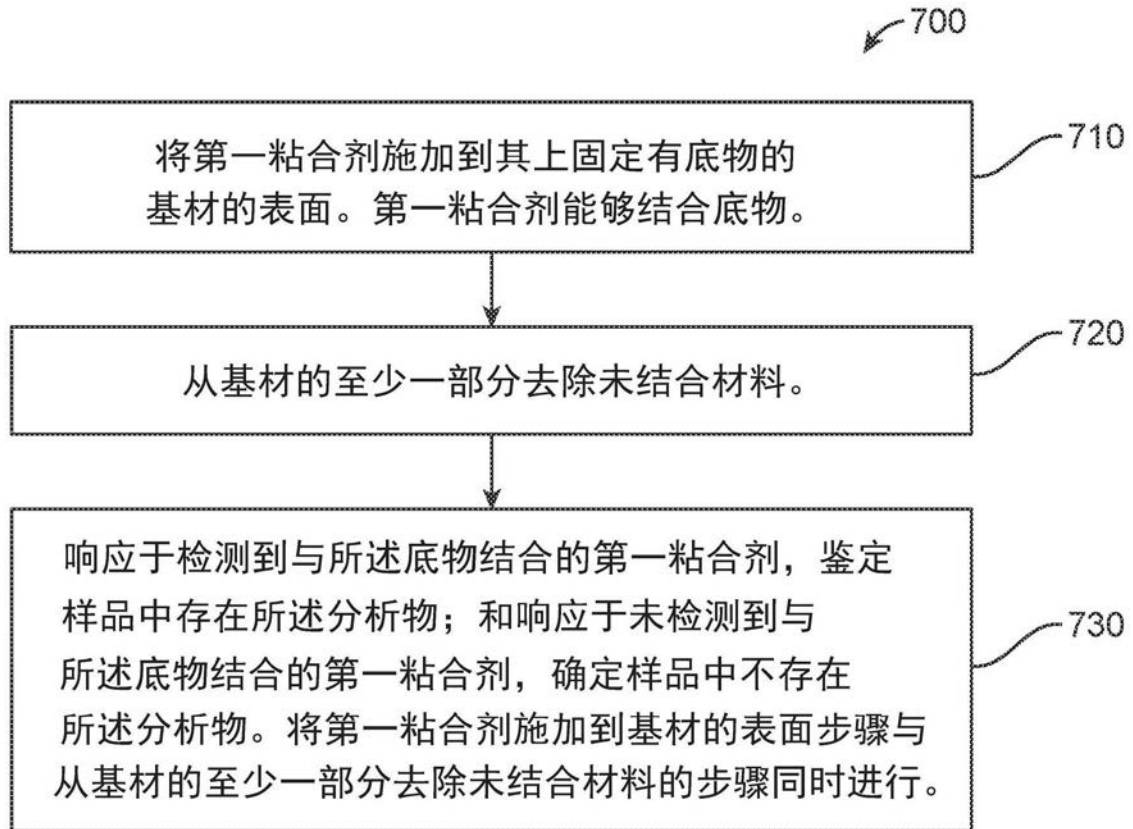 700
将第一粘合剂施加到其上固定有底物的
基材的表面。第一粘合剂能够结合底物。
710
从基材的至少一部分去除未结合材料。
720
响应于检测到与所述底物结合的第一粘合剂，鉴定
样品中存在所述分析物；和响应于未检测到与
所述底物结合的第一粘合剂，确定样品中不存在
所述分析物。将第一粘合剂施加到基材的表面步骤与
从基材的至少一部分去除未结合材料的步骤同时进行。
730